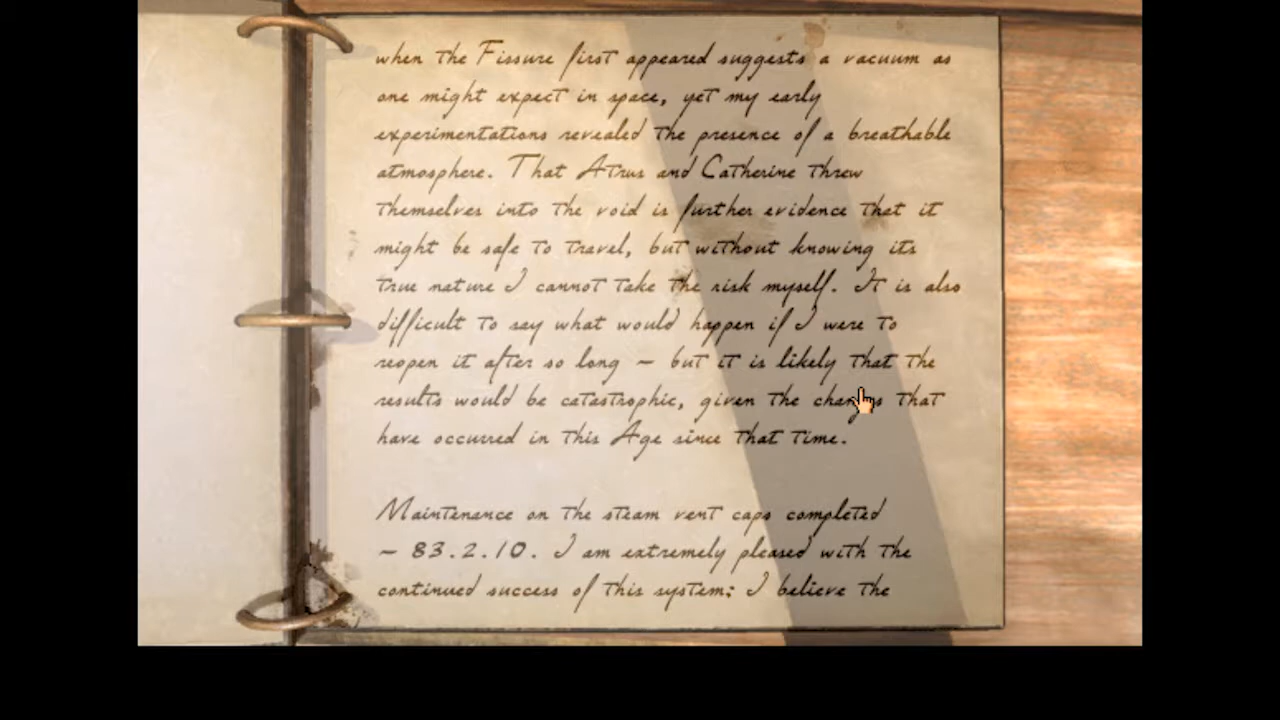 when the Fissure first appeared suggests a vacuum as
one might expect in space, yet my early
experimentations revealed the presence of a breathable
atmosphere. That Atrus and Catherine threw
themselves into the void is further evidence that it
might be safe to travel, but without knowing its
true nature I cannot take the risk myself. It is also
difficult to say what would happen if I were to
reopen it after so long – but it is likely that the
results would be catastrophic, given the changes that
have occurred in this Age since that time.
Maintenance on the steam vent caps completed
– 83.2.10. I am extremely pleased with the
continued success of this system; I believe the